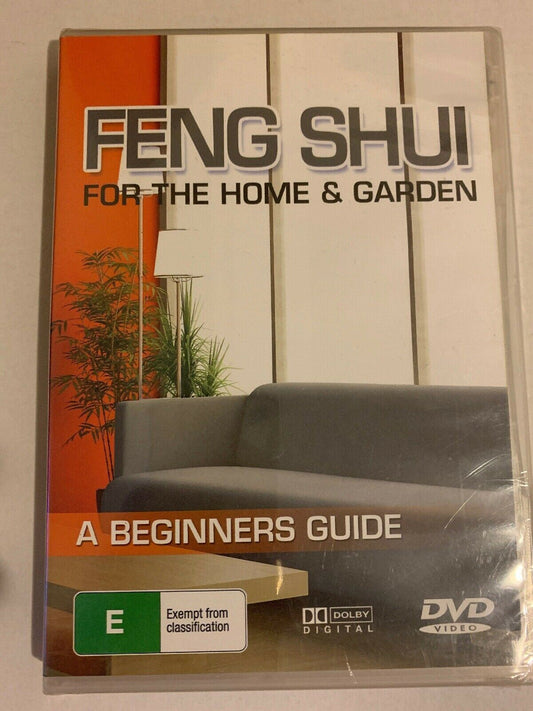 FENG SHUI
FOR THE HOME & GARDEN
A BEGINNERS GUIDE
E
Exempt from
classification
DOLBY
DIGITAL
DVD
VIDEO